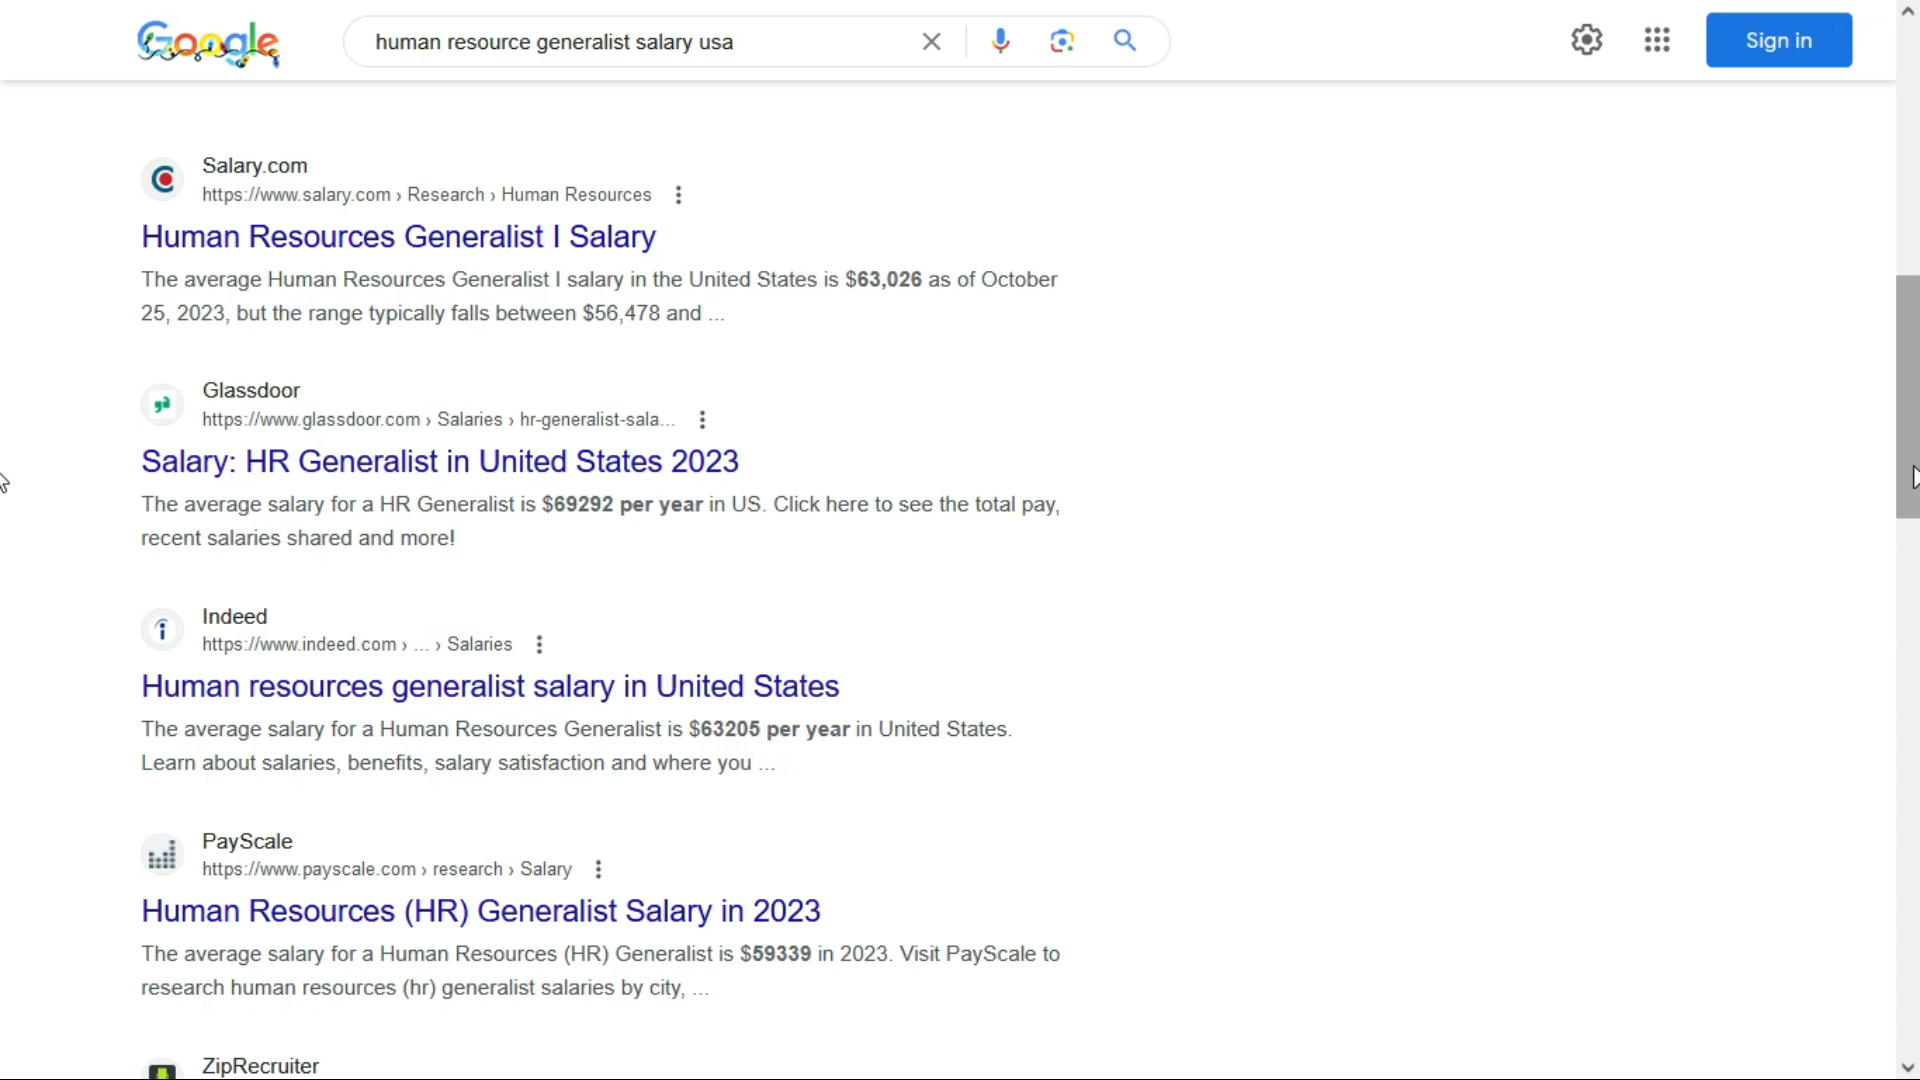 Google
human resource generalist salary usa
Sign in
Salary.com
https://www.salary.com › Research › Human Resources
Human Resources Generalist I Salary
The average Human Resources Generalist I salary in the United States is $63,026 as of October
25, 2023, but the range typically falls between $56,478 and ...
Glassdoor
https://www.glassdoor.com › Salaries › hr-generalist-sala...
Salary: HR Generalist in United States 2023
The average salary for a HR Generalist is $69292 per year in US. Click here to see the total pay,
recent salaries shared and more!
Indeed
https://www.indeed.com › ... › Salaries
Human resources generalist salary in United States
The average salary for a Human Resources Generalist is $63205 per year in United States.
Learn about salaries, benefits, salary satisfaction and where you ...
PayScale
https://www.payscale.com › research › Salary
Human Resources (HR) Generalist Salary in 2023
The average salary for a Human Resources (HR) Generalist is $59339 in 2023. Visit PayScale to
research human resources (hr) generalist salaries by city, ...
ZipRecruiter